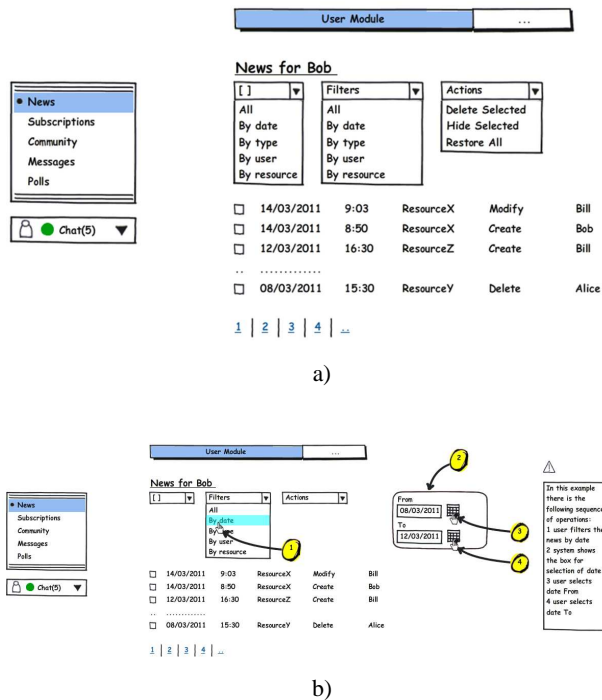 User Module ...
News for Bob
[ ] Filters Actions
All All Delete Selected
By date By date Hide Selected
By type By type Restore All
By user By user
By resource By resource
News
Subscriptions
Community
Messages
Polls
Chat(5)
14/03/2011 9:03 ResourceX Modify Bill
14/03/2011 8:50 ResourceX Create Bob
12/03/2011 16:30 ResourceZ Create Bill
.. .............
08/03/2011 15:30 ResourceY Delete Alice
1 | 2 | 3 | 4 | ..
a)
User Module ...
News for Bob
[ ] Filters Actions
All
By date
By
By user
By resource
1
News
Subscriptions
Community
Messages
Polls
Chat(5)
14/03/2011 9:03 ResourceX Modify Bill
14/03/2011 8:50 ResourceX Create Bob
12/03/2011 16:30 ResourceZ Create Bill
.. .............
08/03/2011 15:30 ResourceY Delete Alice
1 | 2 | 3 | 4 | ..
2
From
08/03/2011
3
To
12/03/2011
4
In this example
there is the
following sequence
of operations:
1 user filters the
news by date
2 system shows
the box for
selection of date
3 user selects
date From
4 user selects
date To
b)